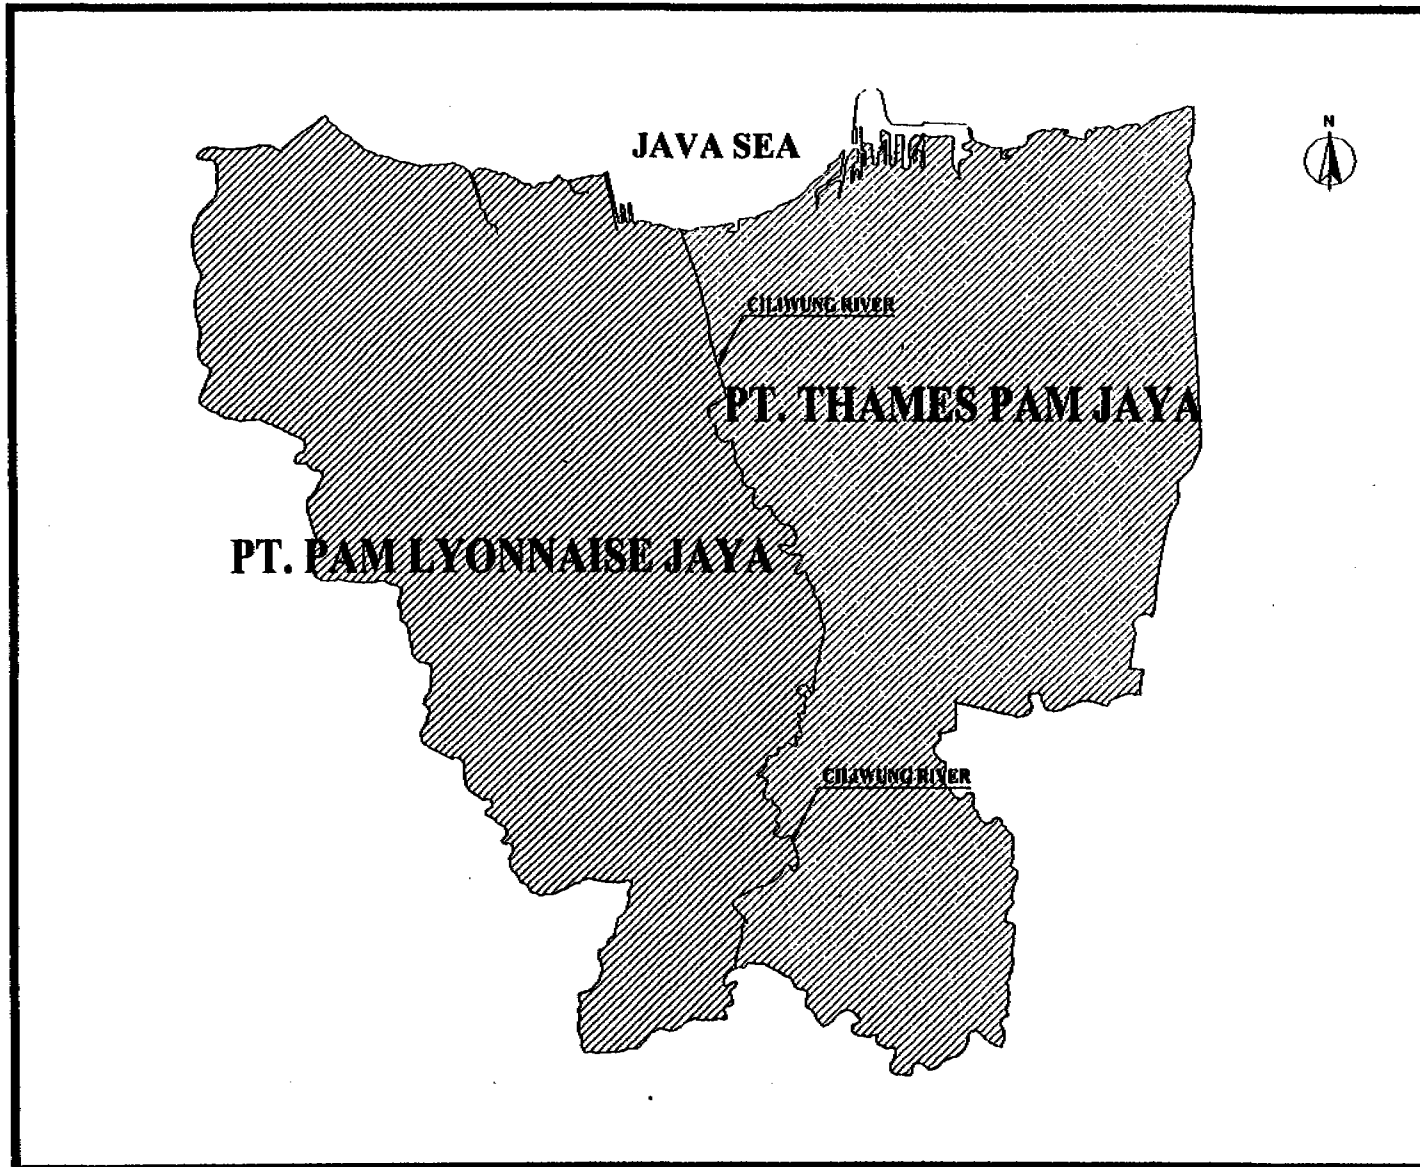 N
JAVA SEA
CILIWUNG RIVER
PT. THAMES PAM JAYA
PT. PAM LYONNAISE JAYA
CILIWUNG RIVER